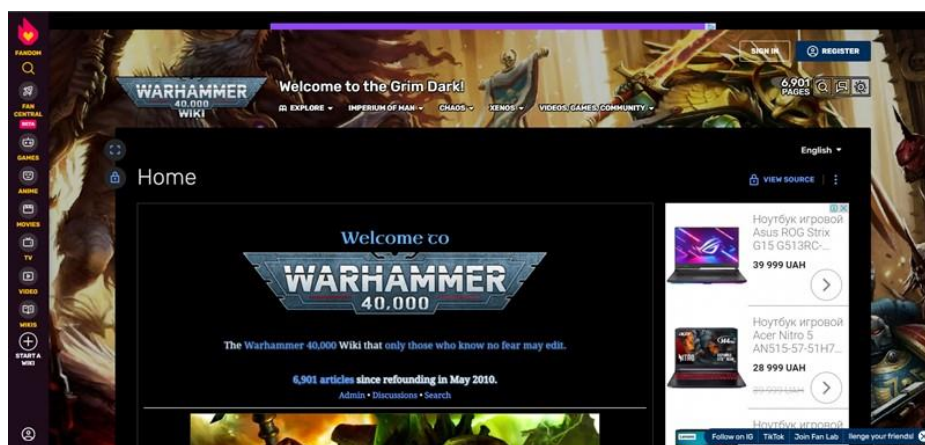 FANDOM
FAN CENTRAL
BETA
GAMES
ANIME
MOVIES
TV
VIDEO
WIKIS
START A WIKI
WARHAMMER
40,000
WIKI
Welcome to the Grim Dark!
EXPLORE
IMPERIUM OF MAN
CHAOS
XENOS
VIDEOS, GAMES, COMMUNITY
SIGN IN
REGISTER
6,901 PAGES
English
Home
VIEW SOURCE
Welcome to
WARHAMMER
40,000
The Warhammer 40,000 Wiki that only those who know no fear may edit.
6,901 articles since refounding in May 2010.
Admin • Discussions • Search
Ноутбук игровой
Asus ROG Strix
G15 G513RC-...
39 999 UAH
Ноутбук игровой
Acer Nitro 5
AN515-57-51H7...
28 999 UAH
39 999 UAH
Ноутбук игровой
Lenovo
Follow on IG
TikTok
Join Fan Lab
llenge your friends!